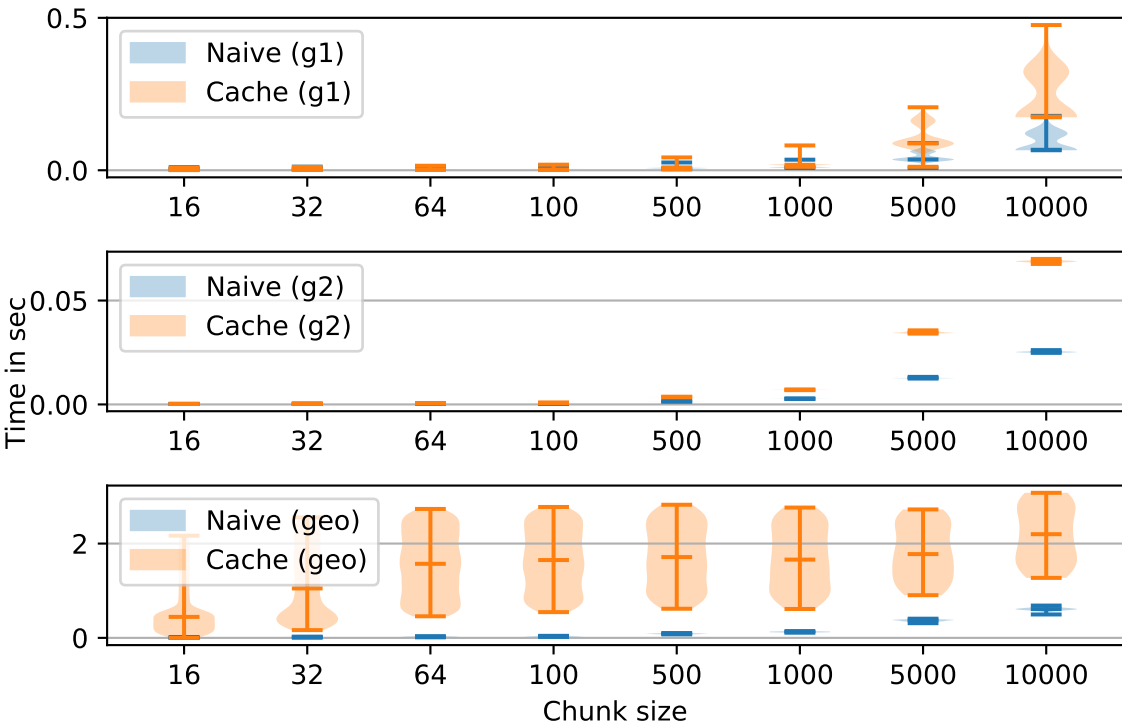 0.5
Naive (g1)
Cache (g1)
0.0
16 32 64 100 500 1000 5000 10000
Time in sec
Naive (g2)
0.05
Cache (g2)
0.00
16 32 64 100 500 1000 5000 10000
Naive (geo)
2
Cache (geo)
0
16 32 64 100 500 1000 5000 10000
Chunk size